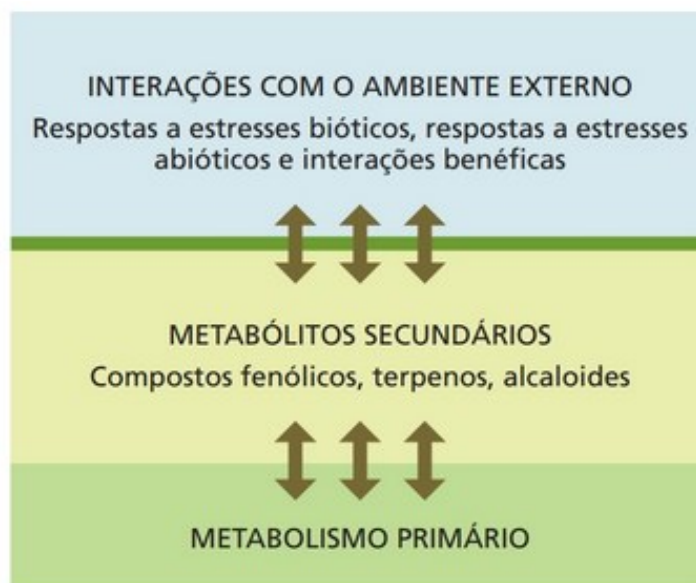 INTERAÇÕES COM O AMBIENTE EXTERNO
Respostas a estresses bióticos, respostas a estresses
abióticos e interações benéficas
METABÓLITOS SECUNDÁRIOS
Compostos fenólicos, terpenos, alcaloides
METABOLISMO PRIMÁRIO